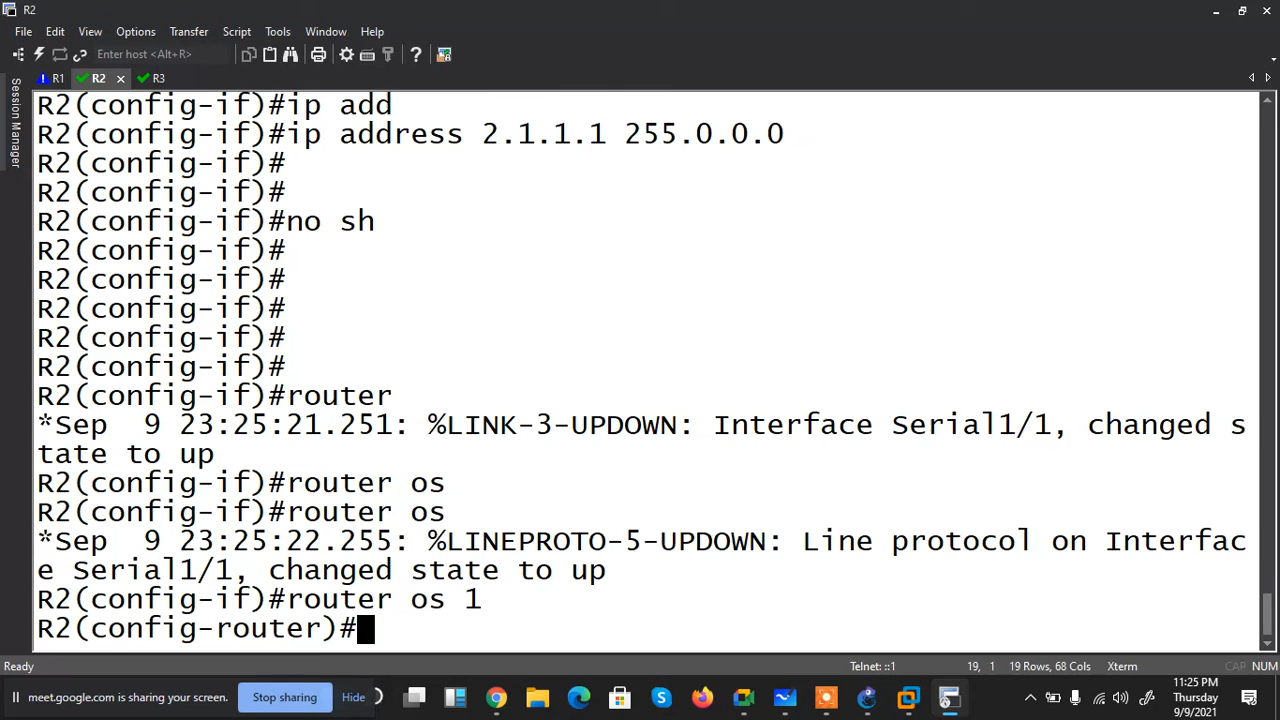 R2
File Edit View Options Transfer Script Tools Window Help
Enter host <Alt+R>
R1 R2 R3
Session Manager
R2(config-if)#ip add
R2(config-if)#ip address 2.1.1.1 255.0.0.0
R2(config-if)#
R2(config-if)#
R2(config-if)#no sh
R2(config-if)#
R2(config-if)#
R2(config-if)#
R2(config-if)#
R2(config-if)#
R2(config-if)#router
*Sep  9 23:25:21.251: %LINK-3-UPDOWN: Interface Serial1/1, changed s
tate to up
R2(config-if)#router os
R2(config-if)#router os
*Sep  9 23:25:22.255: %LINEPROTO-5-UPDOWN: Line protocol on Interfac
e Serial1/1, changed state to up
R2(config-if)#router os 1
R2(config-router)#
Ready Telnet: ::1 19, 1 19 Rows, 68 Cols Xterm CAP NUM
meet.google.com is sharing your screen. Stop sharing Hide
11:25 PM
Thursday
9/9/2021